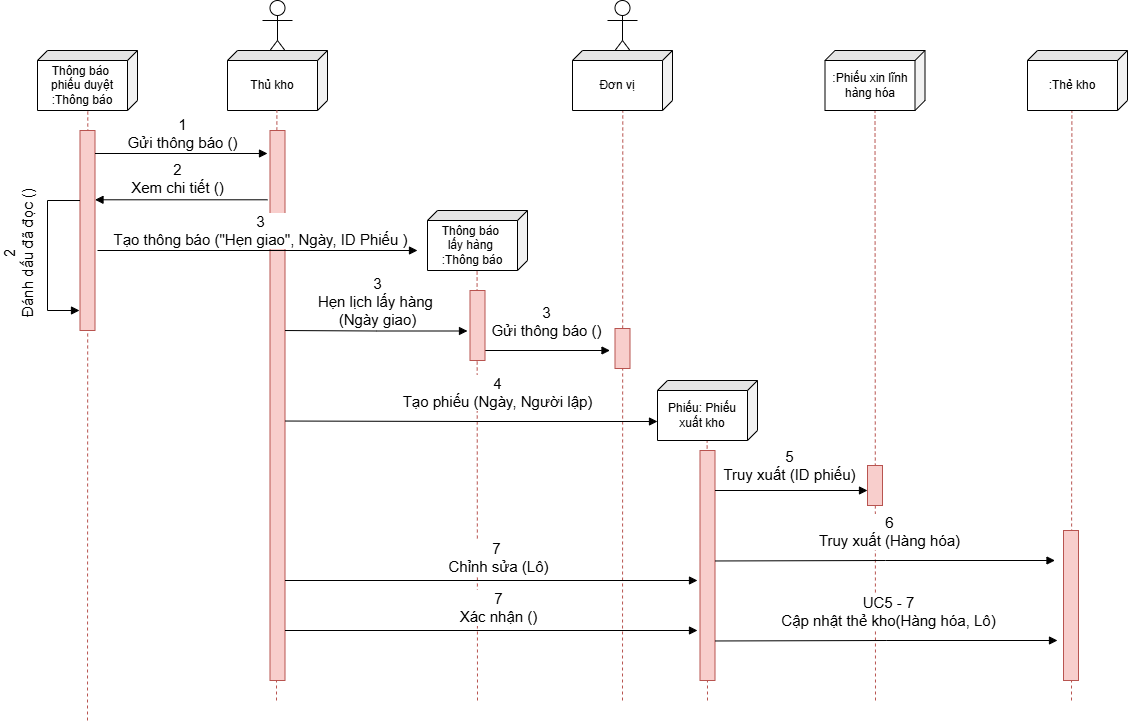 Thông báo
phiếu duyệt
:Thông báo
Thủ kho
Đơn vị
:Phiếu xin lĩnh
hàng hóa
:Thẻ kho
1
Gửi thông báo ()
2
Xem chi tiết ()
2
Đánh dấu đã đọc ()
3
Tạo thông báo ("Hẹn giao", Ngày, ID Phiếu )
Thông báo
lấy hàng
:Thông báo
3
Hẹn lịch lấy hàng
(Ngày giao)
3
Gửi thông báo ()
4
Tạo phiếu (Ngày, Người lập)
Phiếu: Phiếu
xuất kho
5
Truy xuất (ID phiếu)
6
Truy xuất (Hàng hóa)
7
Chỉnh sửa (Lô)
7
Xác nhận ()
UC5 - 7
Cập nhật thẻ kho(Hàng hóa, Lô)